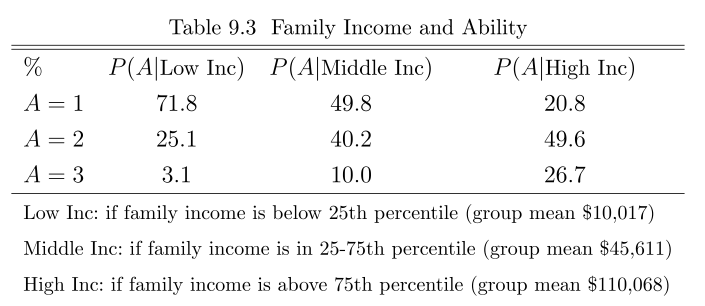 Table 9.3 Family Income and Ability
% P(A|Low Inc) P(A|Middle Inc) P(A|High Inc)
A = 1 71.8 49.8 20.8
A = 2 25.1 40.2 49.6
A = 3 3.1 10.0 26.7
Low Inc: if family income is below 25th percentile (group mean $10,017)
Middle Inc: if family income is in 25-75th percentile (group mean $45,611)
High Inc: if family income is above 75th percentile (group mean $110,068)